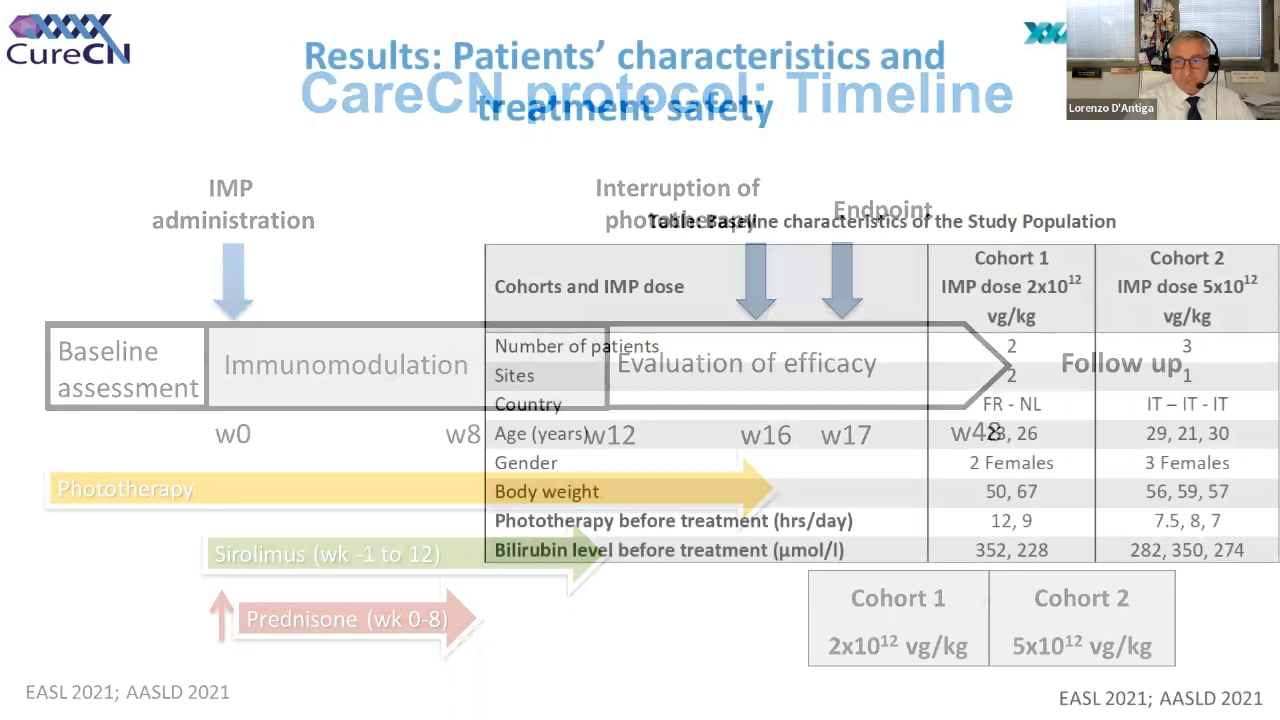 CureCN
Results: Patients' characteristics and
treatment safety
CareCN protocol: Timeline
Lorenzo D'Antiga
IMP
administration
Interruption of
phototherapy
Endpoint
Table: Baseline characteristics of the Study Population
Cohorts and IMP dose
Cohort 1
IMP dose 2x10¹²
vg/kg
Cohort 2
IMP dose 5x10¹²
vg/kg
Number of patients 2 3
Sites 2 1
Country FR - NL IT – IT - IT
Age (years) 23, 26 29, 21, 30
Gender 2 Females 3 Females
Body weight 50, 67 56, 59, 57
Phototherapy before treatment (hrs/day) 12, 9 7.5, 8, 7
Bilirubin level before treatment (µmol/l) 352, 228 282, 350, 274
Baseline
assessment
Immunomodulation
Evaluation of efficacy
Follow up
w0 w8 w12 w16 w17 w48
Phototherapy
Sirolimus (wk -1 to 12)
Prednisone (wk 0-8)
Cohort 1 Cohort 2
2x10¹² vg/kg 5x10¹² vg/kg
EASL 2021; AASLD 2021
EASL 2021; AASLD 2021